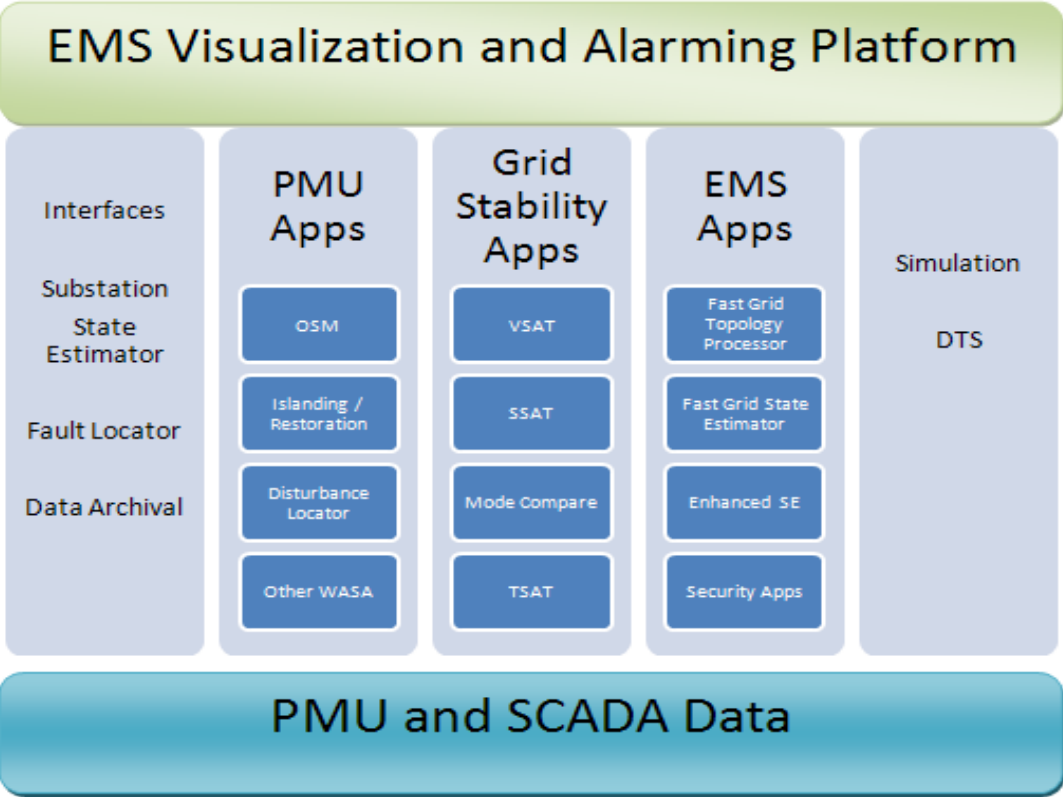 EMS Visualization and Alarming Platform
Interfaces
Substation
State
Estimator
Fault Locator
Data Archival
PMU
Apps
OSM
Islanding /
Restoration
Disturbance
Locator
Other WASA
Grid
Stability
Apps
VSAT
SSAT
Mode Compare
TSAT
EMS
Apps
Fast Grid
Topology
Processor
Fast Grid State
Estimator
Enhanced SE
Security Apps
Simulation
DTS
PMU and SCADA Data